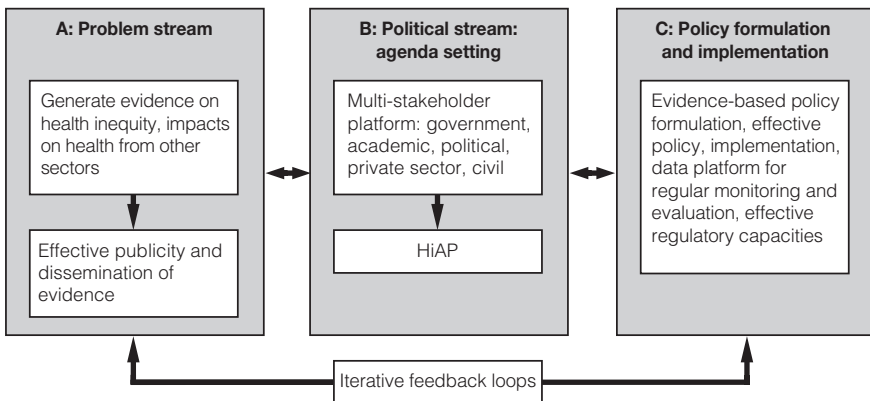 A: Problem stream
Generate evidence on
health inequity, impacts
on health from other
sectors
Effective publicity and
dissemination of
evidence
B: Political stream:
agenda setting
Multi-stakeholder
platform: government,
academic, political,
private sector, civil
HiAP
C: Policy formulation
and implementation
Evidence-based policy
formulation, effective
policy, implementation,
data platform for
regular monitoring and
evaluation, effective
regulatory capacities
Iterative feedback loops